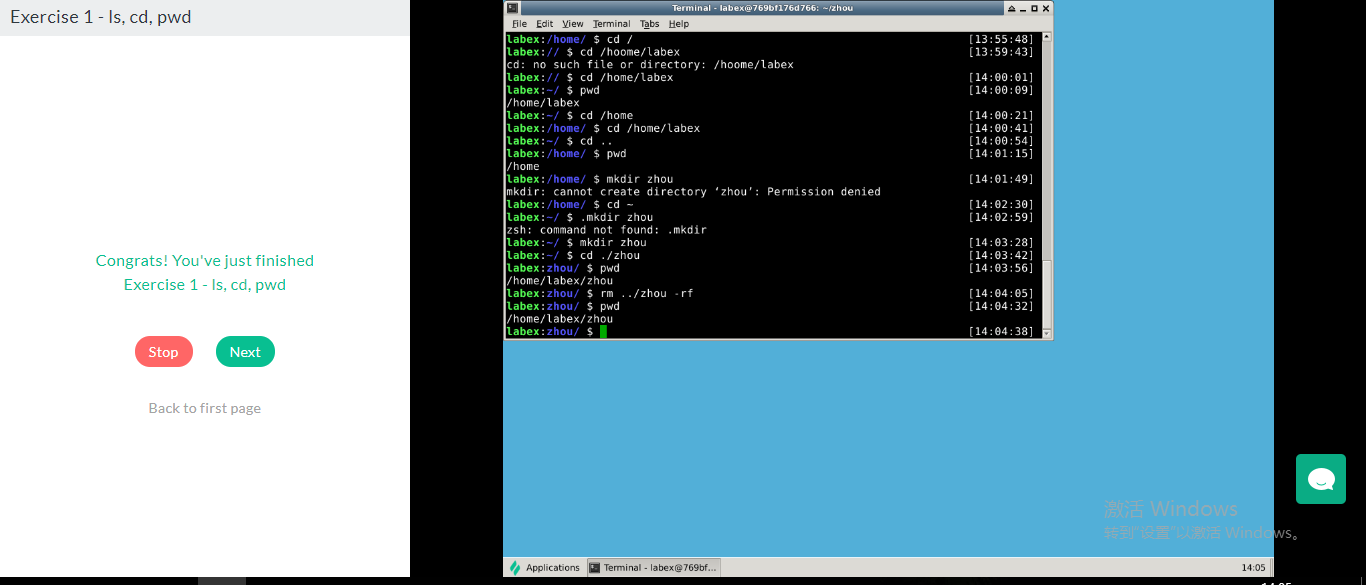 Exercise 1 - ls, cd, pwd
Congrats! You've just finished
Exercise 1 - ls, cd, pwd
Stop
Next
Back to first page
Terminal - labex@769bf176d766: ~/zhou
File Edit View Terminal Tabs Help
labex:/home/ $ cd / [13:55:48]
labex:// $ cd /hoome/labex [13:59:43]
cd: no such file or directory: /hoome/labex
labex:// $ cd /home/labex [14:00:01]
labex:~/ $ pwd [14:00:09]
/home/labex
labex:~/ $ cd /home [14:00:21]
labex:/home/ $ cd /home/labex [14:00:41]
labex:~/ $ cd .. [14:00:54]
labex:/home/ $ pwd [14:01:15]
/home
labex:/home/ $ mkdir zhou [14:01:49]
mkdir: cannot create directory ‘zhou’: Permission denied
labex:/home/ $ cd ~ [14:02:30]
labex:~/ $ .mkdir zhou [14:02:59]
zsh: command not found: .mkdir
labex:~/ $ mkdir zhou [14:03:28]
labex:~/ $ cd ./zhou [14:03:42]
labex:zhou/ $ pwd [14:03:56]
/home/labex/zhou
labex:zhou/ $ rm ../zhou -rf [14:04:05]
labex:zhou/ $ pwd [14:04:32]
/home/labex/zhou
labex:zhou/ $ [14:04:38]
激活 Windows
转到"设置"以激活 Windows。
Applications
Terminal - labex@769bf...
14:05